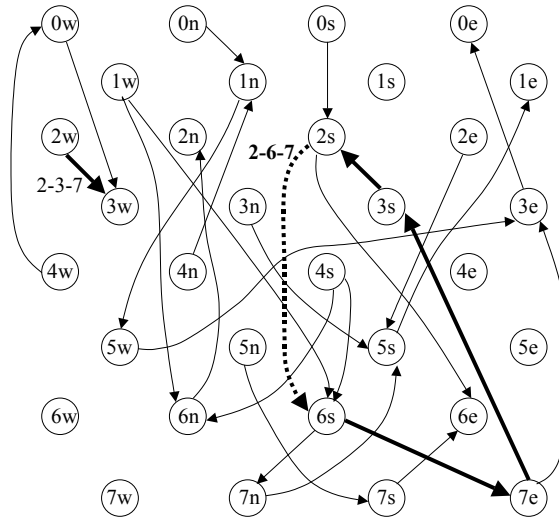 0w 0n 0s 0e
1w 1n 1s 1e
2w 2n 2-6-7 2s 2e
2-3-7
3w 3n 3s 3e
4w 4n 4s 4e
5w 5n 5s 5e
6w 6n 6s 6e
7w 7n 7s 7e